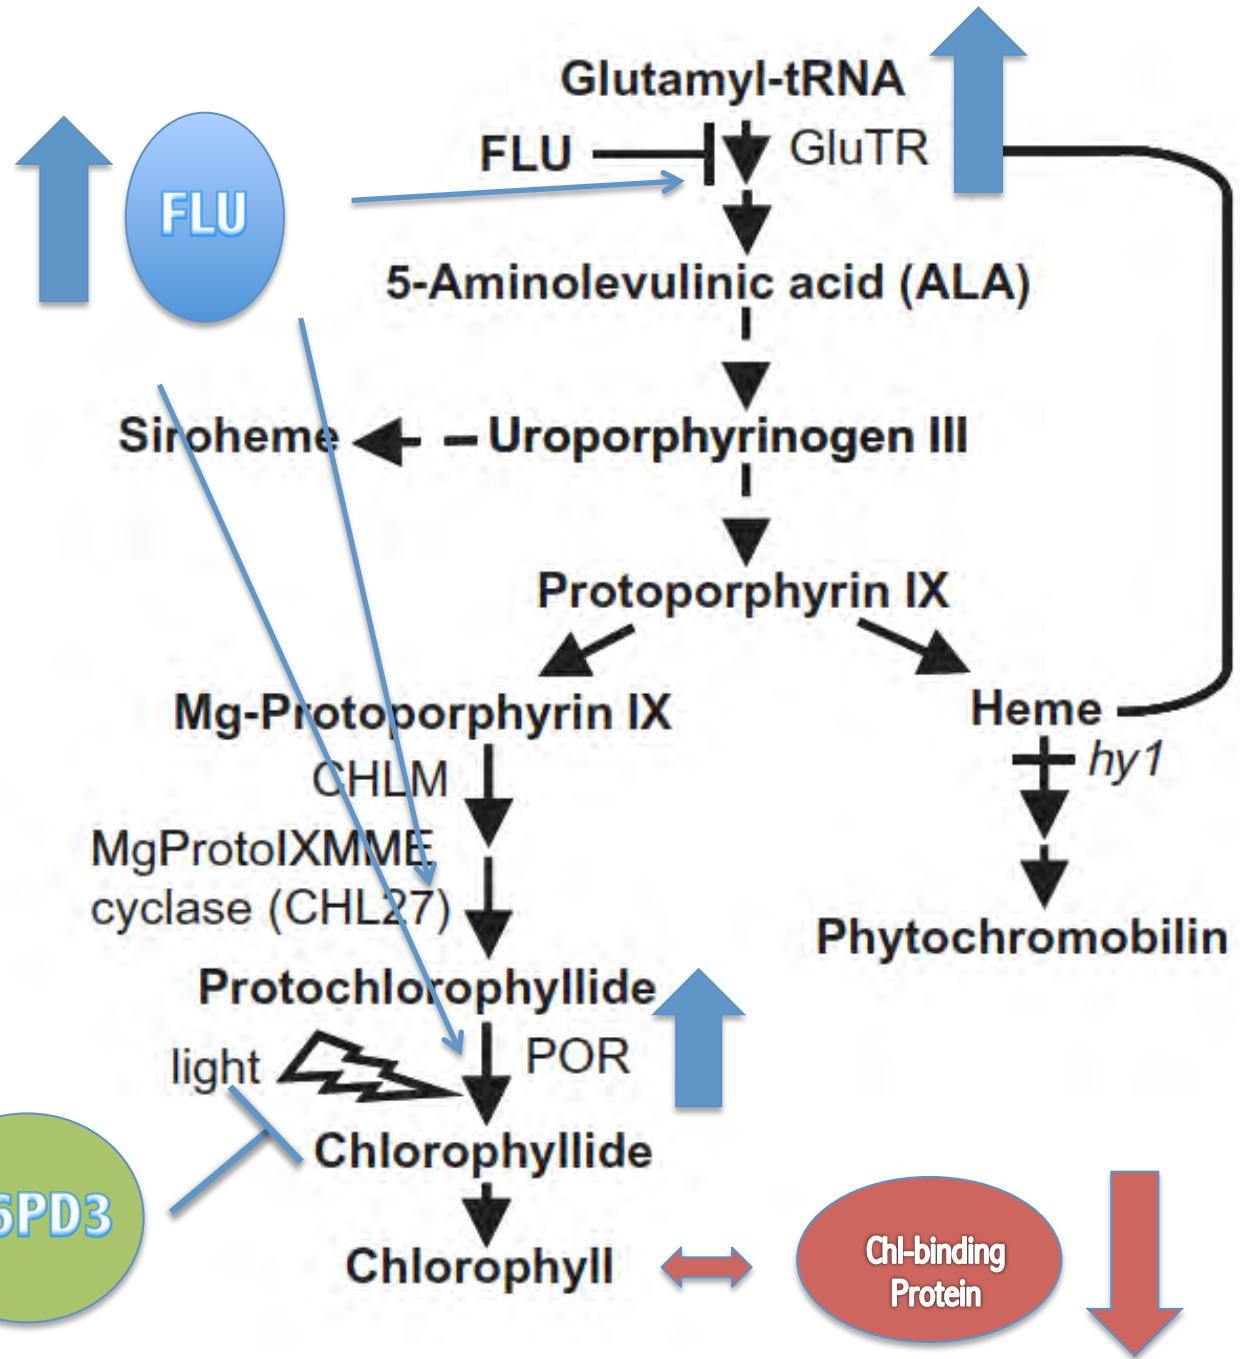 Glutamyl-tRNA
FLU
GluTR
FLU
5-Aminolevulinic acid (ALA)
Siroheme
Uroporphyrinogen III
Protoporphyrin IX
Mg-Protoporphyrin IX
Heme
CHLM
hy1
MgProtoIXMME
cyclase (CHL27)
Phytochromobilin
Protochlorophyllide
light
POR
Chlorophyllide
6PD3
Chlorophyll
Chl-binding
Protein